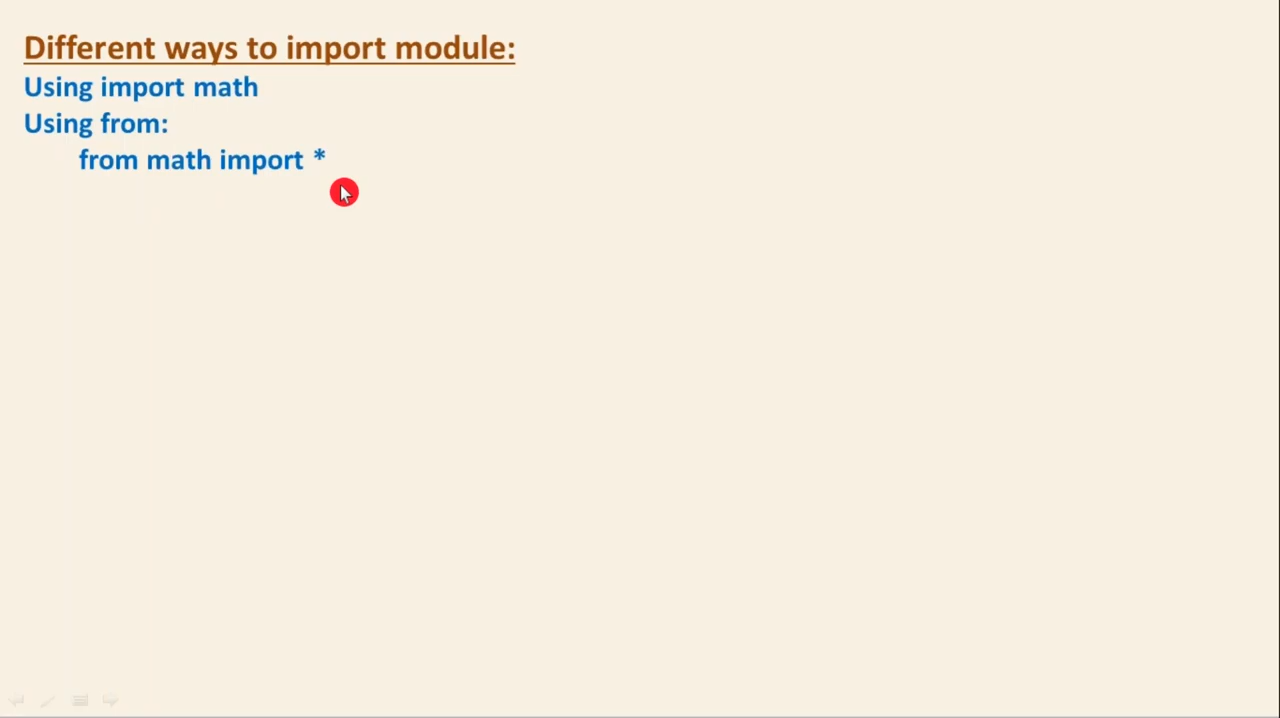 Different ways to import module:
Using import math
Using from:
from math import *